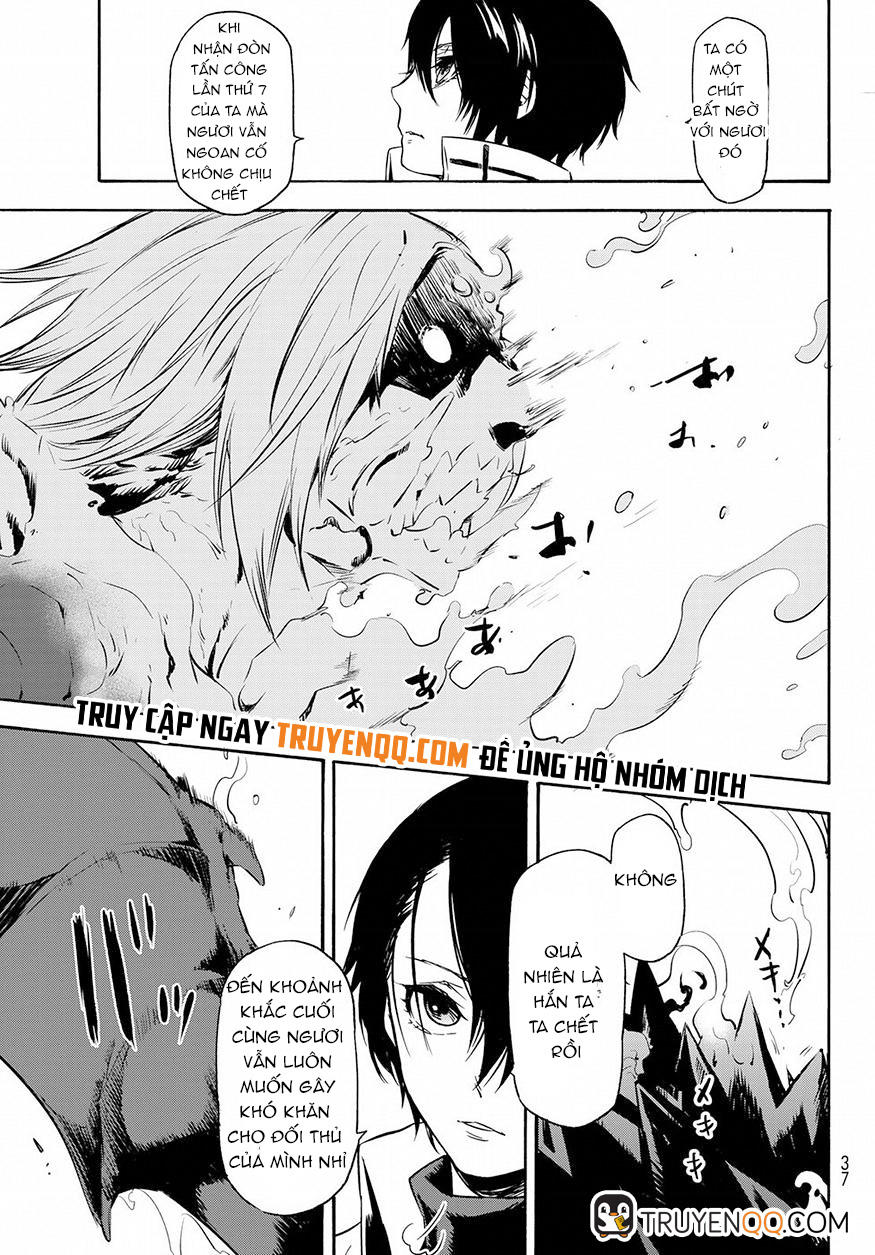 TA CÓ
MỘT
CHÚT
BẤT NGỜ
VỚI NGƯƠI
ĐÓ
KHI
NHẬN ĐÒN
TẤN CÔNG
LẦN THỨ 7
CỦA TA MÀ
NGƯƠI VẪN
NGOAN CỐ
KHÔNG CHỊU
CHẾT
ぁ
あ
あ
あ
あ
ぁ
TRUY CẬP NGAY TRUYENQQ.COM ĐỂ ỦNG HỘ NHÓM DỊCH
KHÔNG
QUẢ
NHIÊN LÀ
HẮN TA
TA CHẾT
RỒI
メキ
メキ
ĐẾN KHOẢNH
KHẮC CUỐI
CÙNG NGƯƠI
VẪN LUÔN
MUỐN GÂY
KHÓ KHĂN
CHO ĐỐI THỦ
CỦA MÌNH NHỈ
37
TRUYENQQ.COM